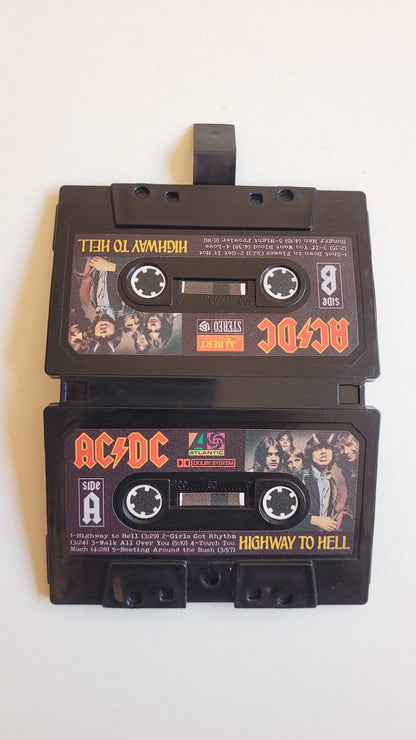 AC/DC
ALBERT
STEREO
SIDE
B
1-Shot Down in Flames (3:23) 2-Get It Hot
(2:35) 3-If You Want Blood (4:38) 4-Love
Hungry Man (4:18) 5-Night Prowler (6:18)
HIGHWAY TO HELL
AC/DC
ATLANTIC
DOLBY SYSTEM
SIDE
A
100 50 0
1-Highway to Hell (3:29) 2-Girls Got Rhythm
(3:24) 3-Walk All Over You (5:10) 4-Touch Too
Much (4:28) 5-Beating Around the Bush (3:57)
HIGHWAY TO HELL